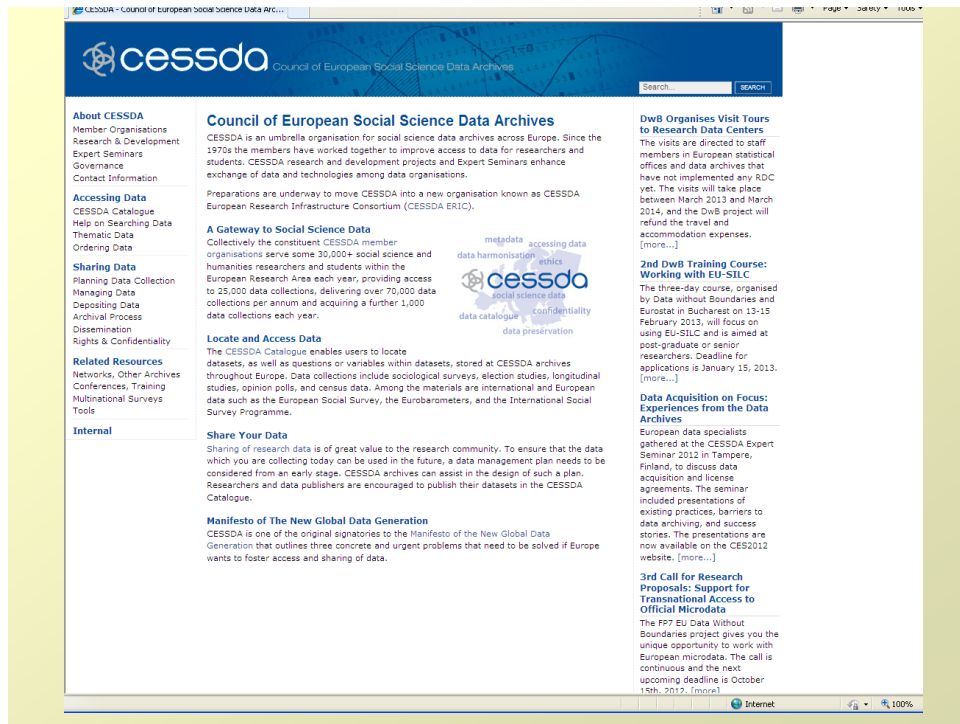 CESSDA - Council of European Social Science Data Arc...
Page Safety Tools
cessda Council of European Social Science Data Archives
Search... SEARCH
About CESSDA
Member Organisations
Research & Development
Expert Seminars
Governance
Contact Information
Accessing Data
CESSDA Catalogue
Help on Searching Data
Thematic Data
Ordering Data
Sharing Data
Planning Data Collection
Managing Data
Depositing Data
Archival Process
Dissemination
Rights & Confidentiality
Related Resources
Networks, Other Archives
Conferences, Training
Multinational Surveys
Tools
Internal
Council of European Social Science Data Archives
CESSDA is an umbrella organisation for social science data archives across Europe. Since the
1970s the members have worked together to improve access to data for researchers and
students. CESSDA research and development projects and Expert Seminars enhance
exchange of data and technologies among data organisations.
Preparations are underway to move CESSDA into a new organisation known as CESSDA
European Research Infrastructure Consortium (CESSDA ERIC).
A Gateway to Social Science Data
Collectively the constituent CESSDA member
organisations serve some 30,000+ social science and
humanities researchers and students within the
European Research Area each year, providing access
to 25,000 data collections, delivering over 70,000 data
collections per annum and acquiring a further 1,000
data collections each year.
metadata
accessing data
data harmonisation
ethics
cessda
social science data
confidentiality
data catalogue
data preservation
Locate and Access Data
The CESSDA Catalogue enables users to locate
datasets, as well as questions or variables within datasets, stored at CESSDA archives
throughout Europe. Data collections include sociological surveys, election studies, longitudinal
studies, opinion polls, and census data. Among the materials are international and European
data such as the European Social Survey, the Eurobarometers, and the International Social
Survey Programme.
Share Your Data
Sharing of research data is of great value to the research community. To ensure that the data
which you are collecting today can be used in the future, a data management plan needs to be
considered from an early stage. CESSDA archives can assist in the design of such a plan.
Researchers and data publishers are encouraged to publish their datasets in the CESSDA
Catalogue.
Manifesto of The New Global Data Generation
CESSDA is one of the original signatories to the Manifesto of the New Global Data
Generation that outlines three concrete and urgent problems that need to be solved if Europe
wants to foster access and sharing of data.
DwB Organises Visit Tours
to Research Data Centers
The visits are directed to staff
members in European statistical
offices and data archives that
have not implemented any RDC
yet. The visits will take place
between March 2013 and March
2014, and the DwB project will
refund the travel and
accommodation expenses.
[more...]
2nd DwB Training Course:
Working with EU-SILC
The three-day course, organised
by Data without Boundaries and
Eurostat in Bucharest on 13-15
February 2013, will focus on
using EU-SILC and is aimed at
post-graduate or senior
researchers. Deadline for
applications is January 15, 2013.
[more...]
Data Acquisition on Focus:
Experiences from the Data
Archives
European data specialists
gathered at the CESSDA Expert
Seminar 2012 in Tampere,
Finland, to discuss data
acquisition and license
agreements. The seminar
included presentations of
existing practices, barriers to
data archiving, and success
stories. The presentations are
now available on the CES2012
website. [more...]
3rd Call for Research
Proposals: Support for
Transnational Access to
Official Microdata
The FP7 EU Data Without
Boundaries project gives you the
unique opportunity to work with
European microdata. The call is
continuous and the next
upcoming deadline is October
15th, 2012. [more]
Internet 100%